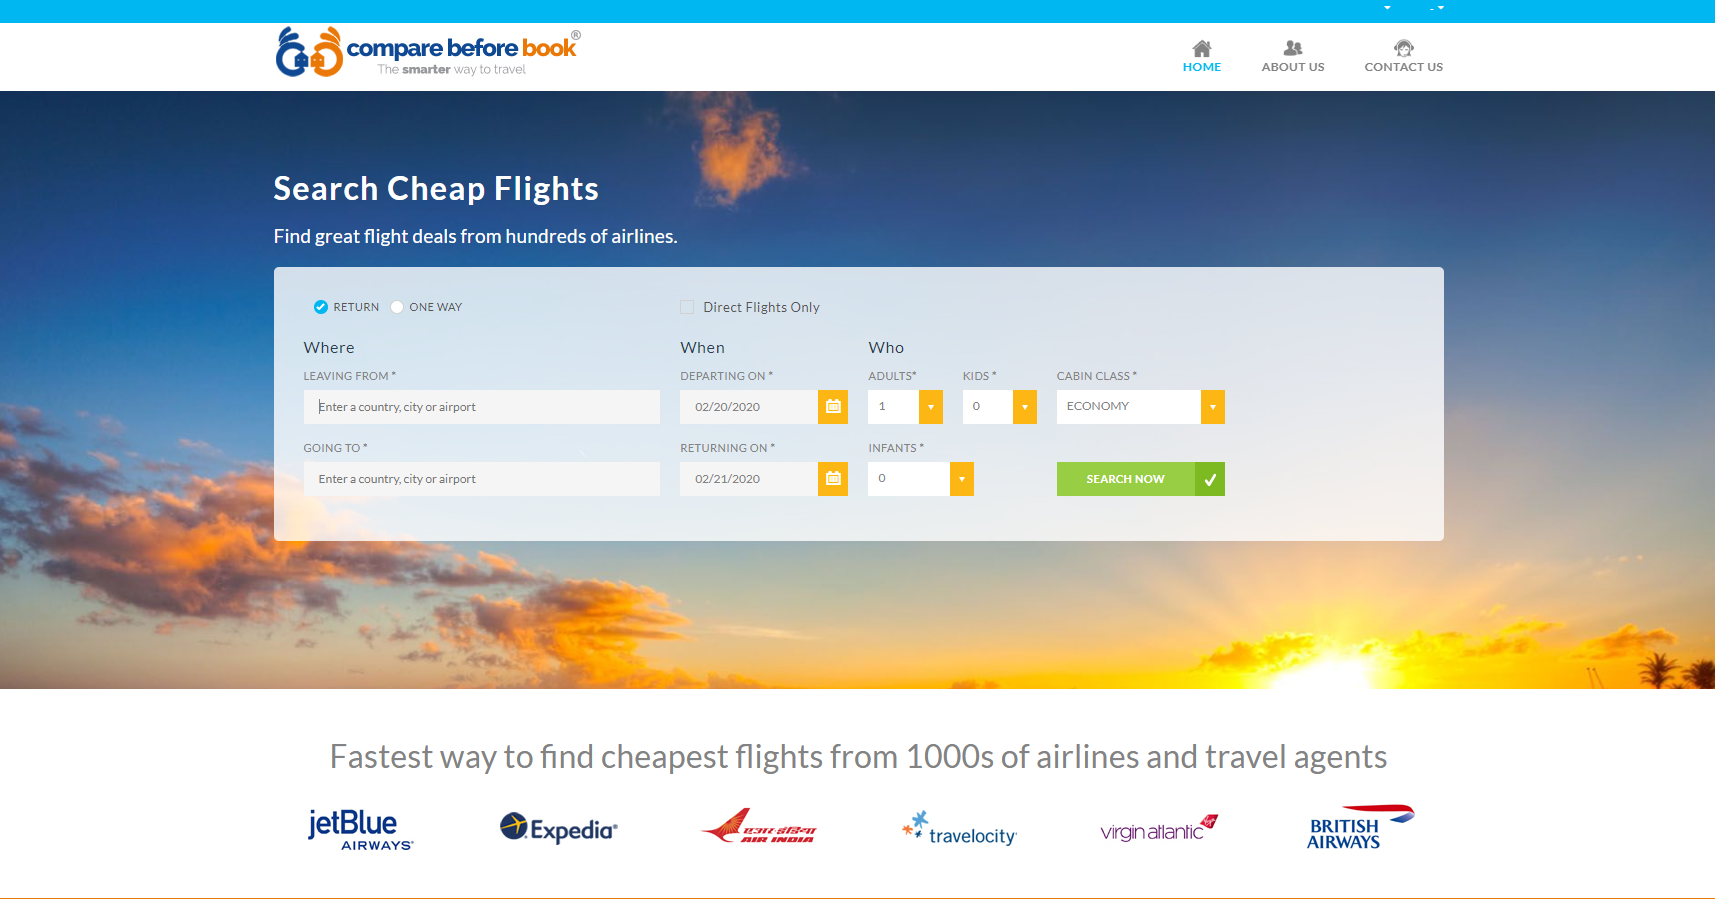 compare before book®
The smarter way to travel
HOME
ABOUT US
CONTACT US
Search Cheap Flights
Find great flight deals from hundreds of airlines.
RETURN
ONE WAY
Direct Flights Only
Where
When
Who
LEAVING FROM *
DEPARTING ON *
ADULTS*
KIDS *
CABIN CLASS *
Enter a country, city or airport
02/20/2020
1
0
ECONOMY
GOING TO *
RETURNING ON *
INFANTS *
Enter a country, city or airport
02/21/2020
0
SEARCH NOW
Fastest way to find cheapest flights from 1000s of airlines and travel agents
jetBlue
AIRWAYS®
Expedia®
एअर इंडिया
AIR INDIA
travelocity
virgin atlantic
BRITISH
AIRWAYS